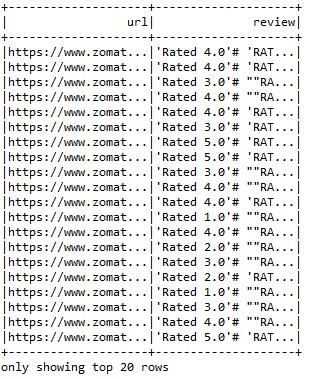 +--------------------+--------------------+
|                 url|              review|
+--------------------+--------------------+
|https://www.zomat...|'Rated 4.0'# 'RAT...|
|https://www.zomat...|'Rated 4.0'# 'RAT...|
|https://www.zomat...|'Rated 3.0'# ""RA...|
|https://www.zomat...|'Rated 4.0'# ""RA...|
|https://www.zomat...|'Rated 4.0'# 'RAT...|
|https://www.zomat...|'Rated 3.0'# 'RAT...|
|https://www.zomat...|'Rated 5.0'# 'RAT...|
|https://www.zomat...|'Rated 5.0'# 'RAT...|
|https://www.zomat...|'Rated 3.0'# ""RA...|
|https://www.zomat...|'Rated 4.0'# ""RA...|
|https://www.zomat...|'Rated 4.0'# 'RAT...|
|https://www.zomat...|'Rated 1.0'# ""RA...|
|https://www.zomat...|'Rated 4.0'# ""RA...|
|https://www.zomat...|'Rated 2.0'# ""RA...|
|https://www.zomat...|'Rated 3.0'# ""RA...|
|https://www.zomat...|'Rated 2.0'# 'RAT...|
|https://www.zomat...|'Rated 1.0'# ""RA...|
|https://www.zomat...|'Rated 3.0'# ""RA...|
|https://www.zomat...|'Rated 4.0'# ""RA...|
|https://www.zomat...|'Rated 5.0'# 'RAT...|
+--------------------+--------------------+
only showing top 20 rows